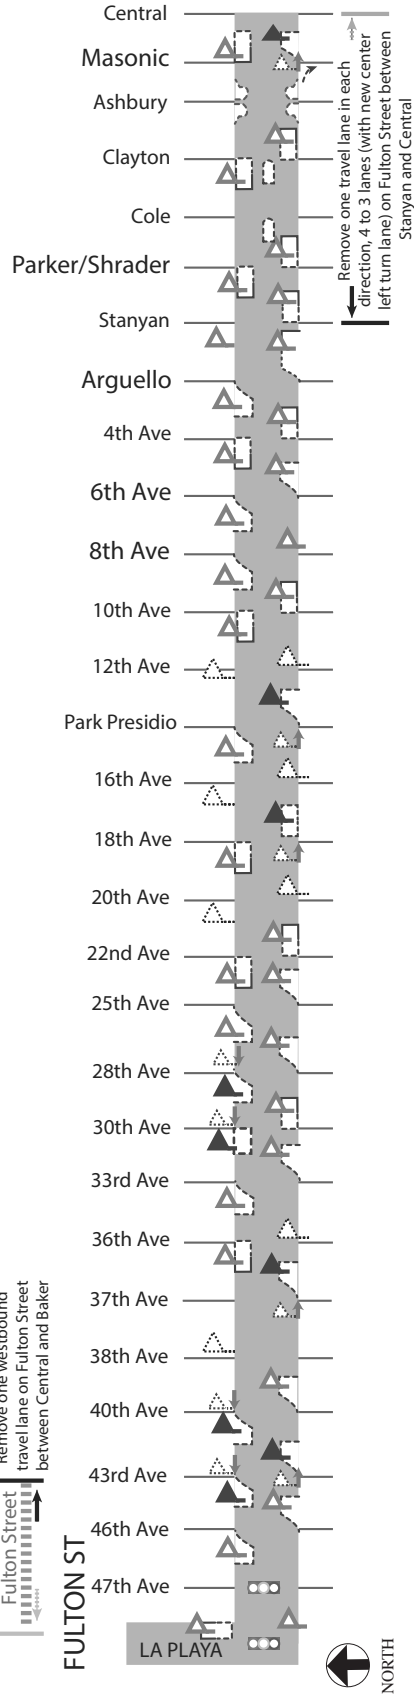 Central
Masonic
Ashbury
Clayton
Cole
Parker/Shrader
Stanyan
Arguello
4th Ave
6th Ave
8th Ave
10th Ave
12th Ave
Park Presidio
16th Ave
18th Ave
20th Ave
22nd Ave
25th Ave
28th Ave
30th Ave
33rd Ave
36th Ave
37th Ave
38th Ave
40th Ave
43rd Ave
46th Ave
47th Ave
LA PLAYA
FULTON ST
Remove one travel lane in each
direction, 4 to 3 lanes (with new center
left turn lane) on Fulton Street between
Stanyan and Central
Remove one westbound
travel lane on Fulton Street
between Central and Baker
Fulton Street
NORTH